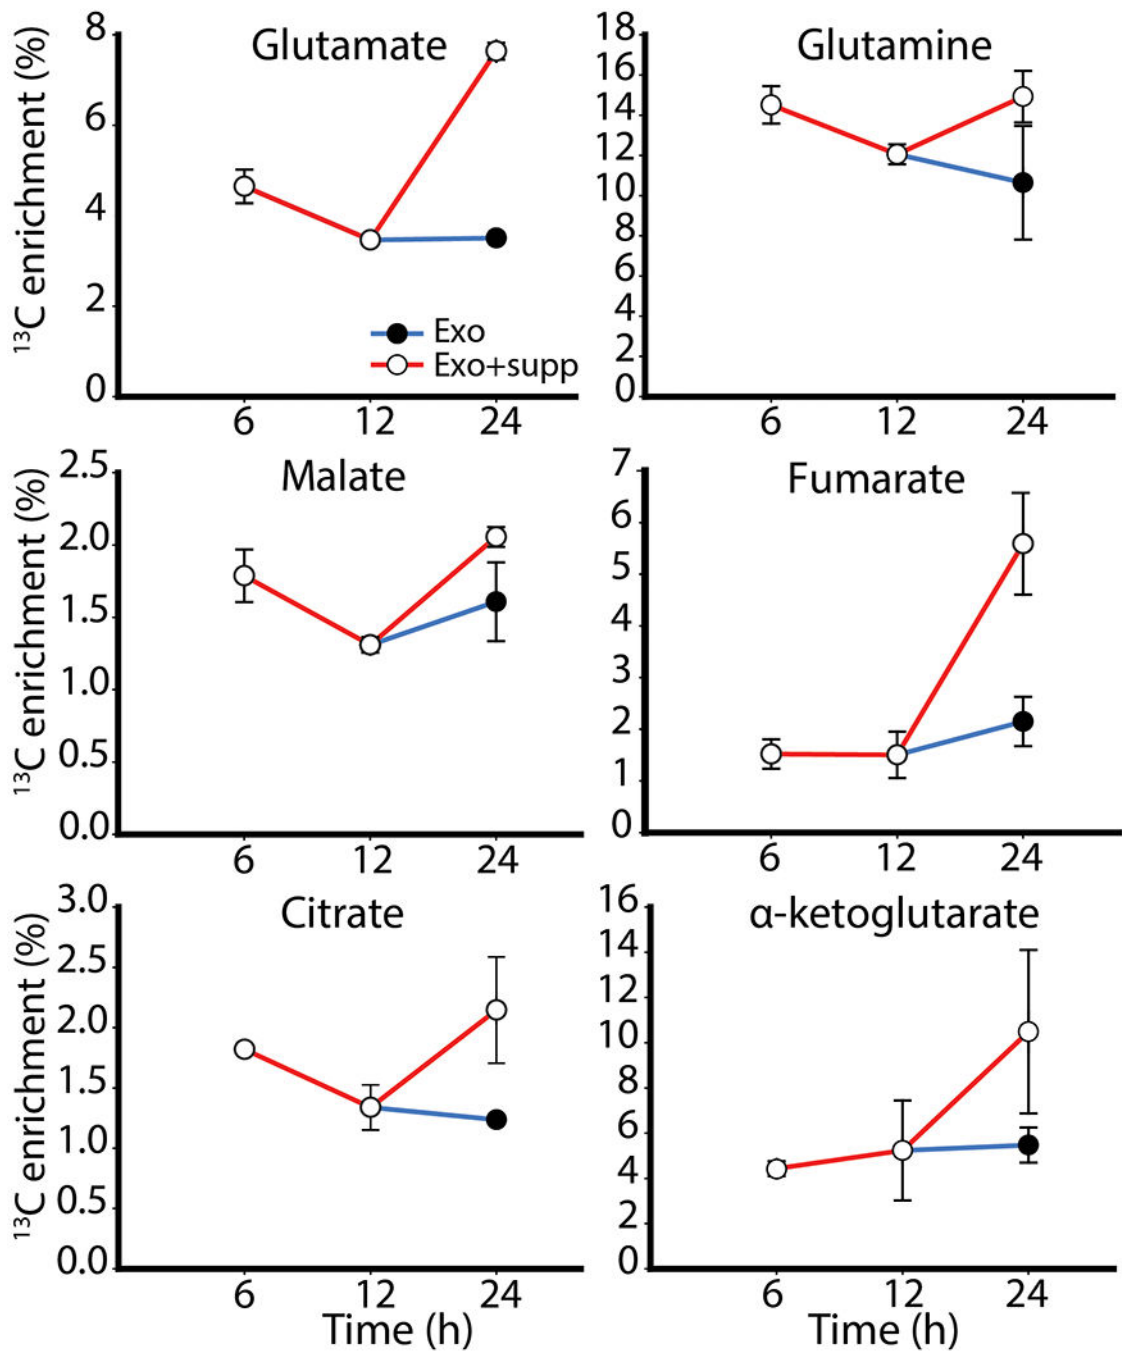 Glutamate
¹³C enrichment (%)
8
6
4
2
0
6 12 24
Exo
Exo+supp
Glutamine
18
16
14
12
10
8
6
4
2
0
6 12 24
Malate
¹³C enrichment (%)
2.5
2.0
1.5
1.0
0.5
0.0
6 12 24
Fumarate
7
6
5
4
3
2
1
0
6 12 24
Citrate
¹³C enrichment (%)
3.0
2.5
2.0
1.5
1.0
0.5
0.0
6 12 24
Time (h)
α-ketoglutarate
16
14
12
10
8
6
4
2
0
6 12 24
Time (h)